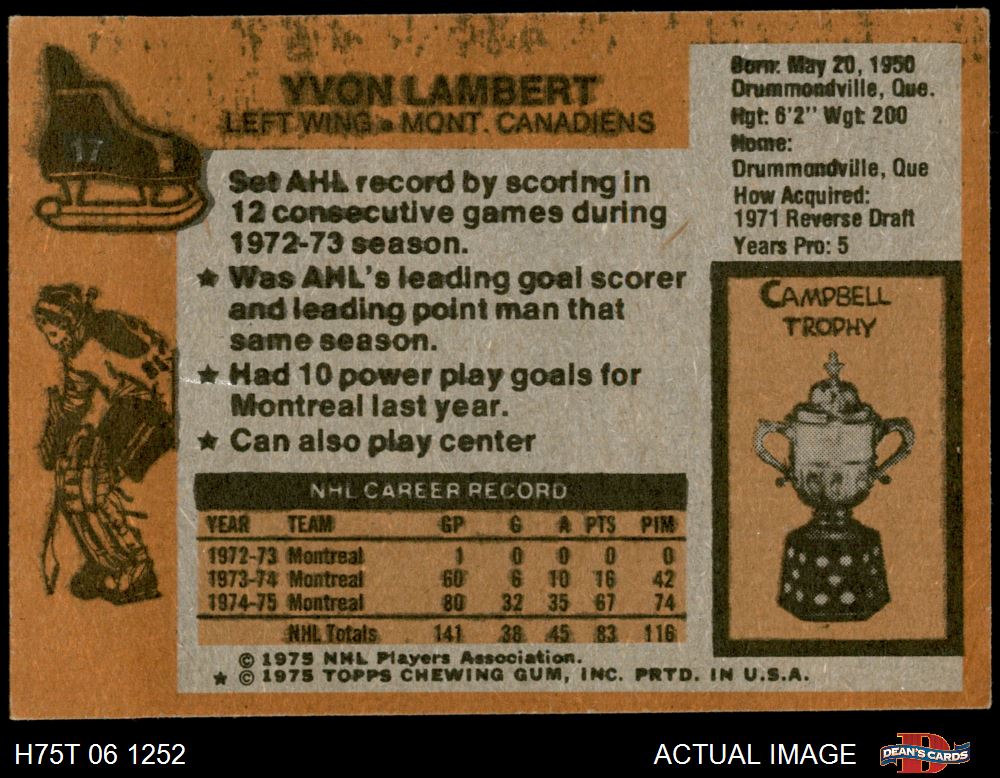 17
YVON LAMBERT
LEFT WING • MONT. CANADIENS
Born: May 20, 1950
Drummondville, Que.
Hgt: 6'2" Wgt: 200
Home:
Drummondville, Que
How Acquired:
1971 Reverse Draft
Years Pro: 5
Set AHL record by scoring in
12 consecutive games during
1972-73 season.
★ Was AHL's leading goal scorer
and leading point man that
same season.
★ Had 10 power play goals for
Montreal last year.
★ Can also play center
CAMPBELL
TROPHY
NHL CAREER RECORD
YEAR TEAM GP G A PTS PIM
1972-73 Montreal 1 0 0 0 0
1973-74 Montreal 60 6 10 16 42
1974-75 Montreal 80 32 35 67 74
NHL Totals 141 38 45 83 116
© 1975 NHL Players Association.
★ © 1975 TOPPS CHEWING GUM, INC. PRTD. IN U.S.A.
H75T 06 1252
ACTUAL IMAGE
DEAN'S CARDS